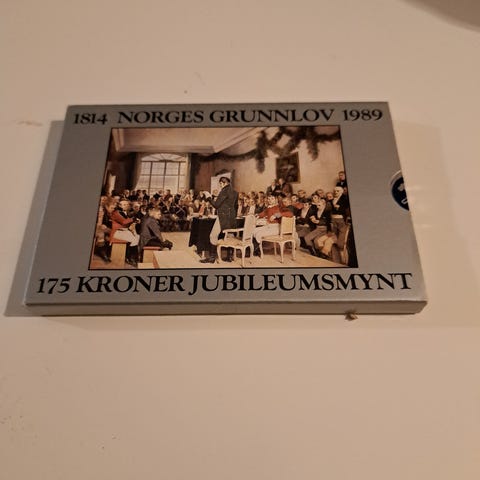 1814 NORGES GRUNNLOV 1989
175 KRONER JUBILEUMSMYNT